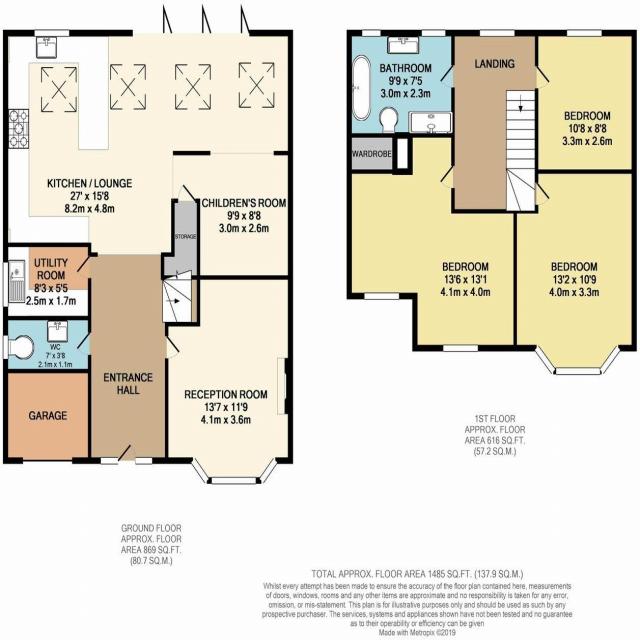 KITCHEN / LOUNGE
27' x 15'8
8.2m x 4.8m
CHILDREN'S ROOM
9'9 x 8'8
3.0m x 2.6m
STORAGE
UTILITY
ROOM
8'3 x 5'5
2.5m x 1.7m
WC
7' x 3'8
2.1m x 1.1m
GARAGE
ENTRANCE
HALL
RECEPTION ROOM
13'7 x 11'9
4.1m x 3.6m
GROUND FLOOR
APPROX. FLOOR
AREA 869 SQ.FT.
(80.7 SQ.M.)
BATHROOM
9'9 x 7'5
3.0m x 2.3m
LANDING
BEDROOM
10'8 x 8'8
3.3m x 2.6m
WARDROBE
BEDROOM
13'6 x 13'1
4.1m x 4.0m
BEDROOM
13'2 x 10'9
4.0m x 3.3m
1ST FLOOR
APPROX. FLOOR
AREA 616 SQ.FT.
(57.2 SQ.M.)
TOTAL APPROX. FLOOR AREA 1485 SQ.FT. (137.9 SQ.M.)
Whilst every attempt has been made to ensure the accuracy of the floor plan contained here, measurements
of doors, windows, rooms and any other items are approximate and no responsibility is taken for any error,
omission, or mis-statement. This plan is for illustrative purposes only and should be used as such by any
prospective purchaser. The services, systems and appliances shown have not been tested and no guarantee
as to their operability or efficiency can be given
Made with Metropix ©2019